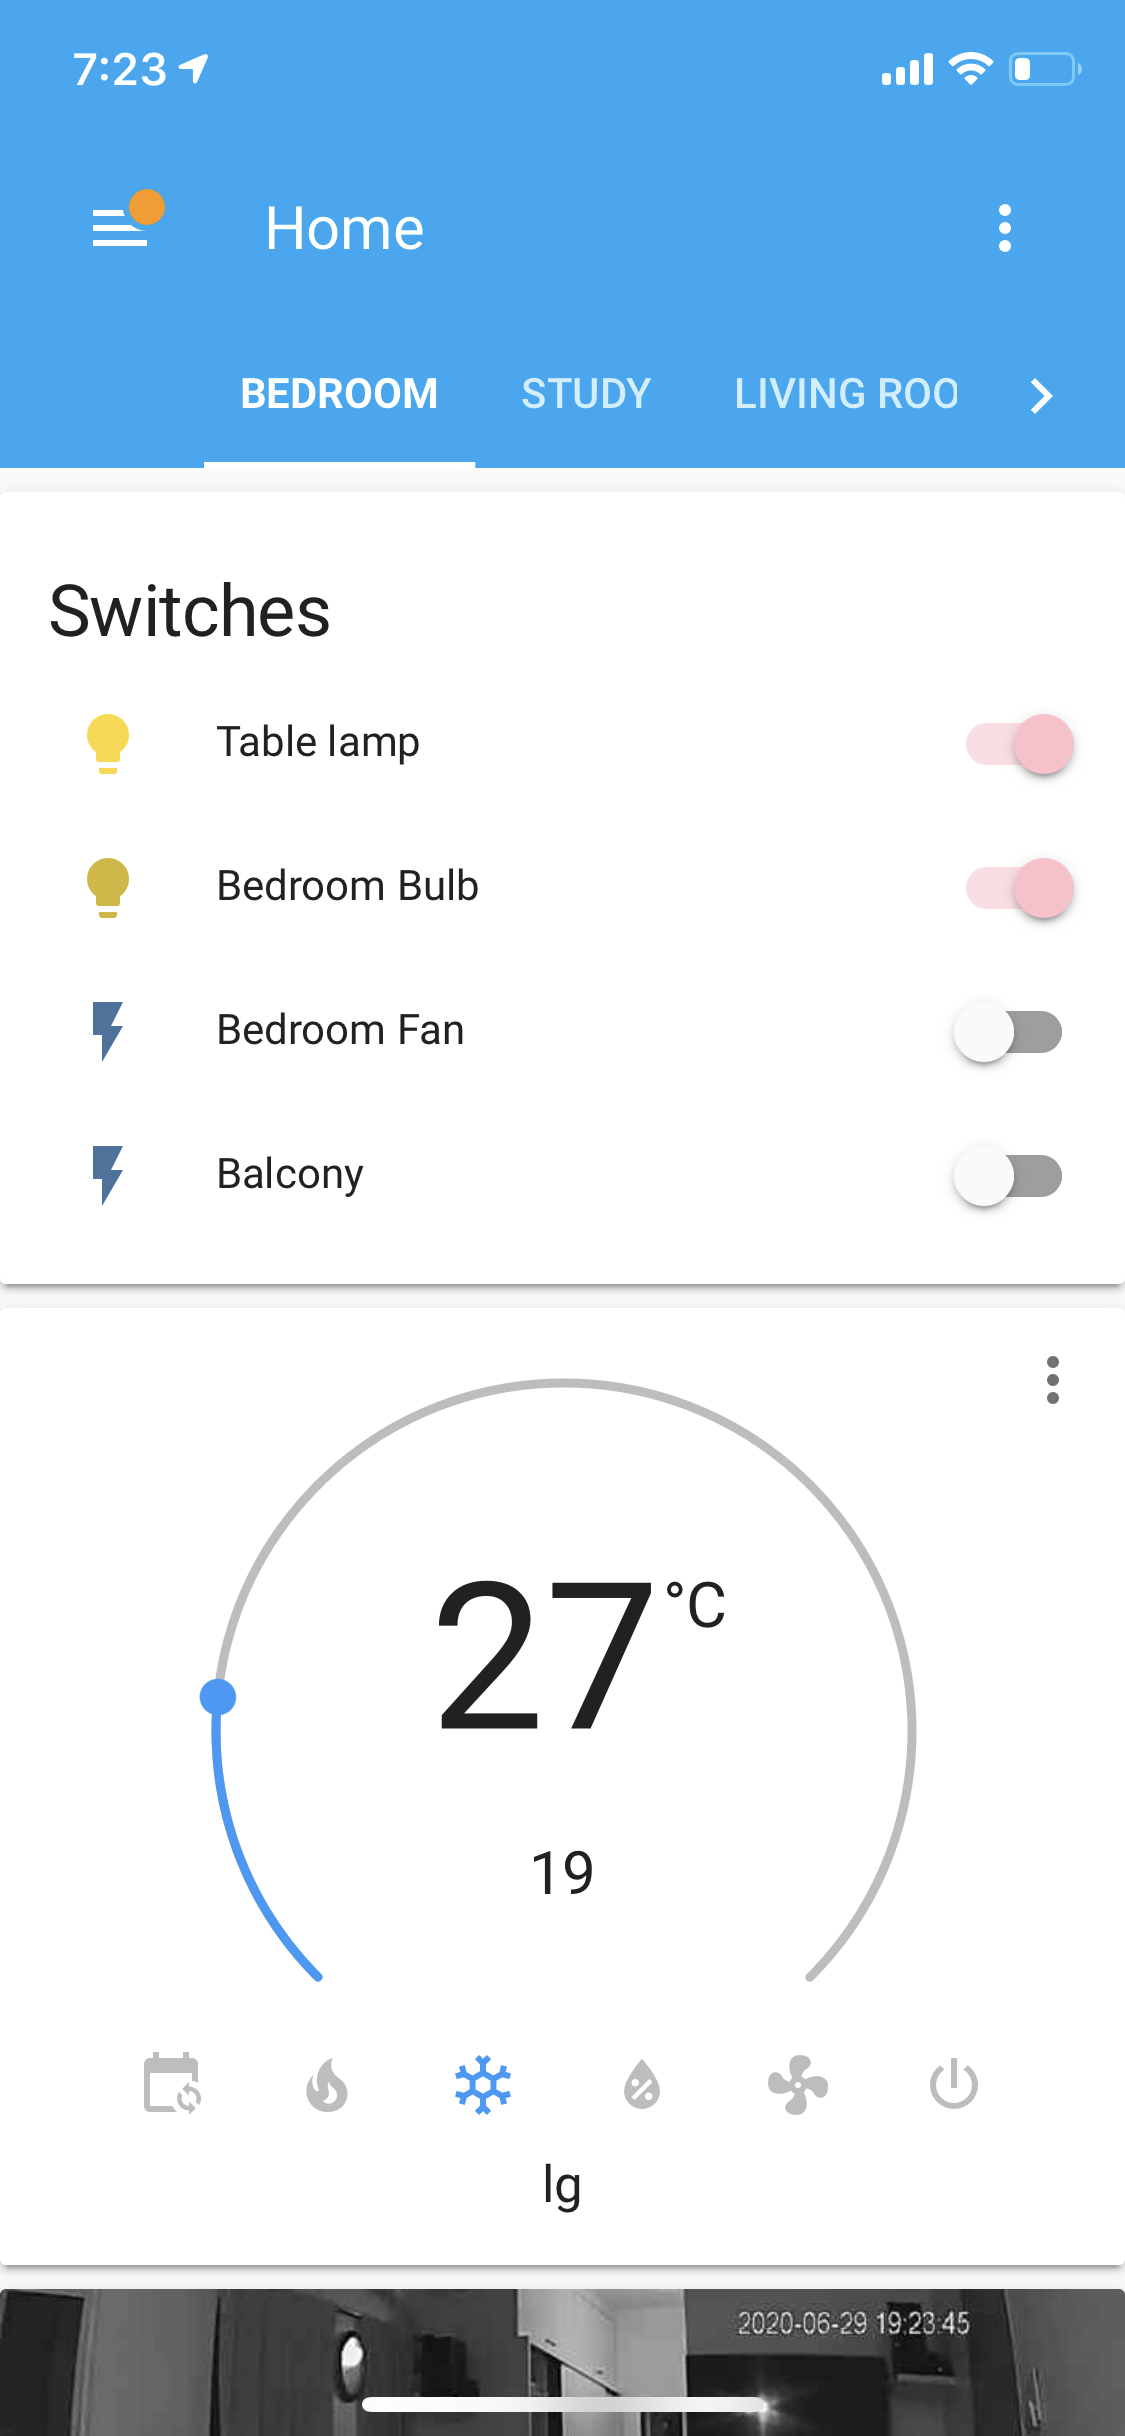 7:23
Home
BEDROOM STUDY LIVING ROO
Switches
Table lamp
Bedroom Bulb
Bedroom Fan
Balcony
27 °C
19
lg
2020-06-29 19:23:45